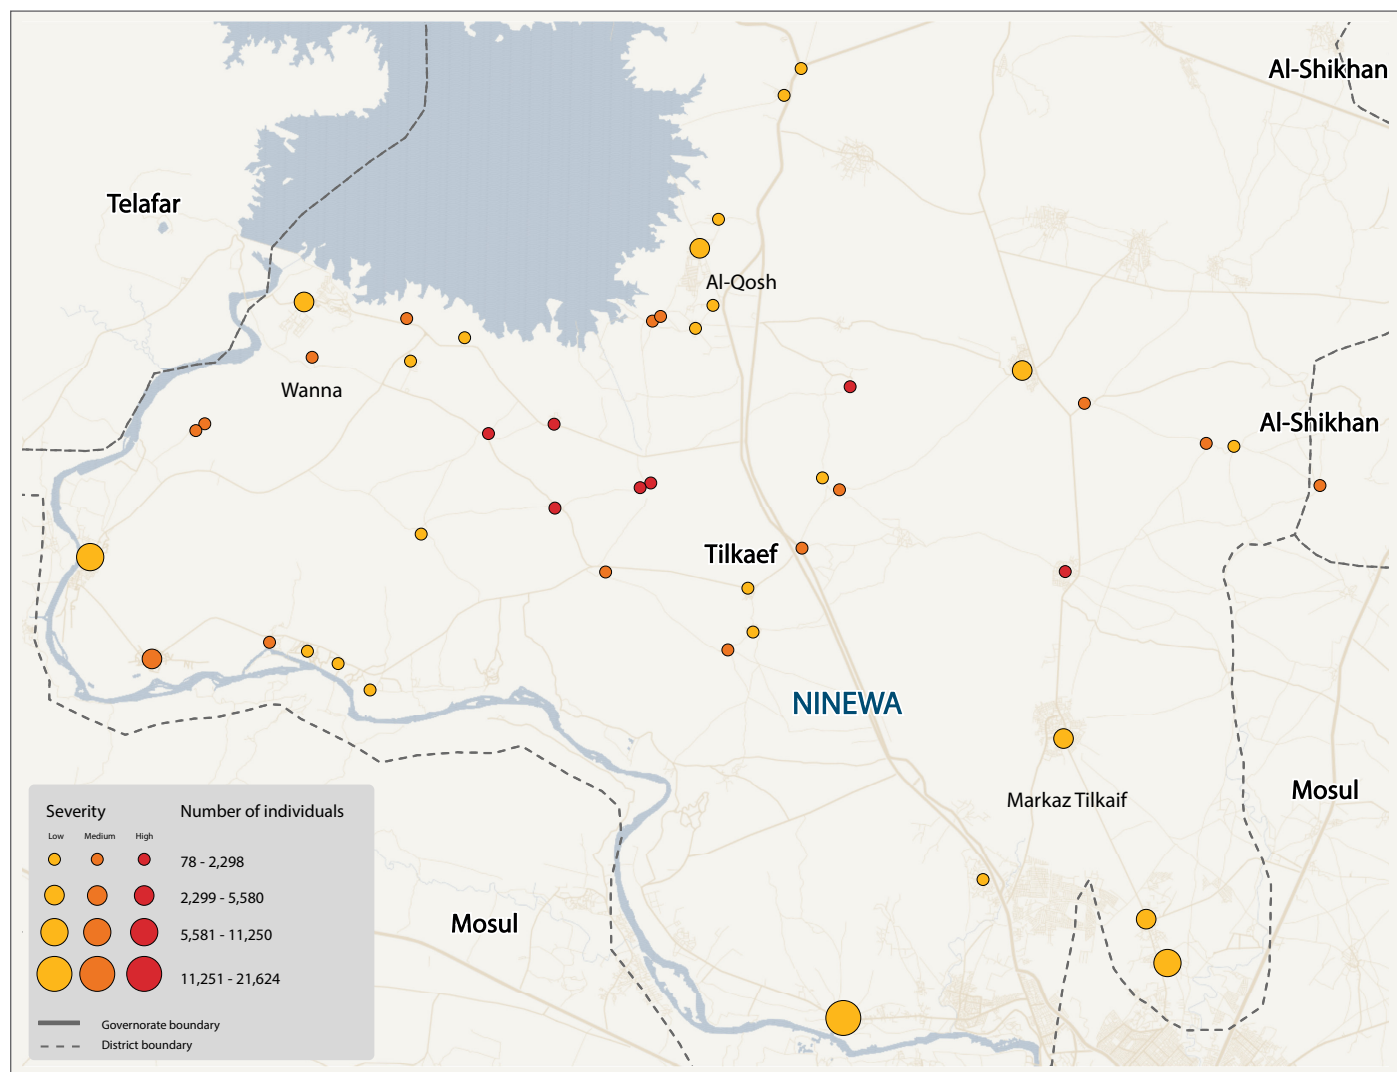 Al-Shikhan
Telafar
Al-Qosh
Wanna
Al-Shikhan
Tilkaef
NINEWA
Mosul
Markaz Tilkaif
Mosul
Severity Number of individuals
Low Medium High
78 - 2,298
2,299 - 5,580
5,581 - 11,250
11,251 - 21,624
Governorate boundary
District boundary